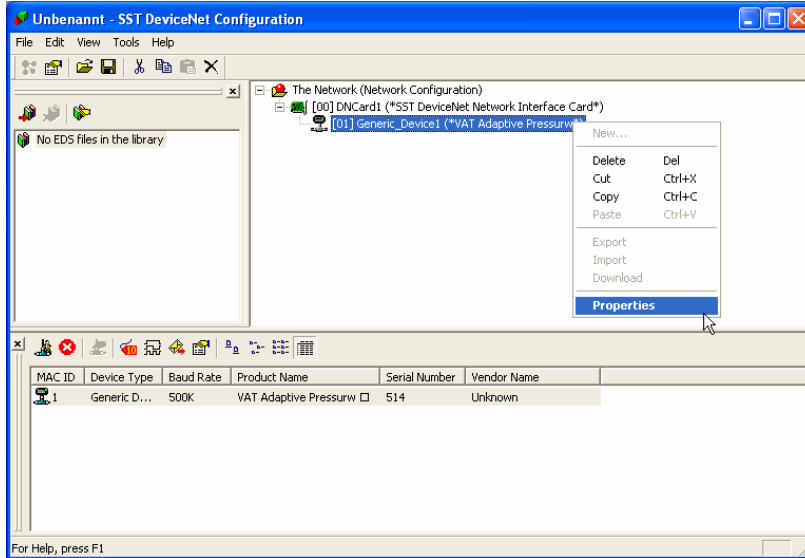 Unbenannt - SST DeviceNet Configuration
File Edit View Tools Help
The Network (Network Configuration)
[00] DNCard1 (*SST DeviceNet Network Interface Card*)
[01] Generic_Device1 (*VAT Adaptive Pressurw*)
No EDS files in the library
New...
Delete Del
Cut Ctrl+X
Copy Ctrl+C
Paste Ctrl+V
Export
Import
Download
Properties
MAC ID Device Type Baud Rate Product Name Serial Number Vendor Name
1 Generic D... 500K VAT Adaptive Pressurw □ 514 Unknown
For Help, press F1